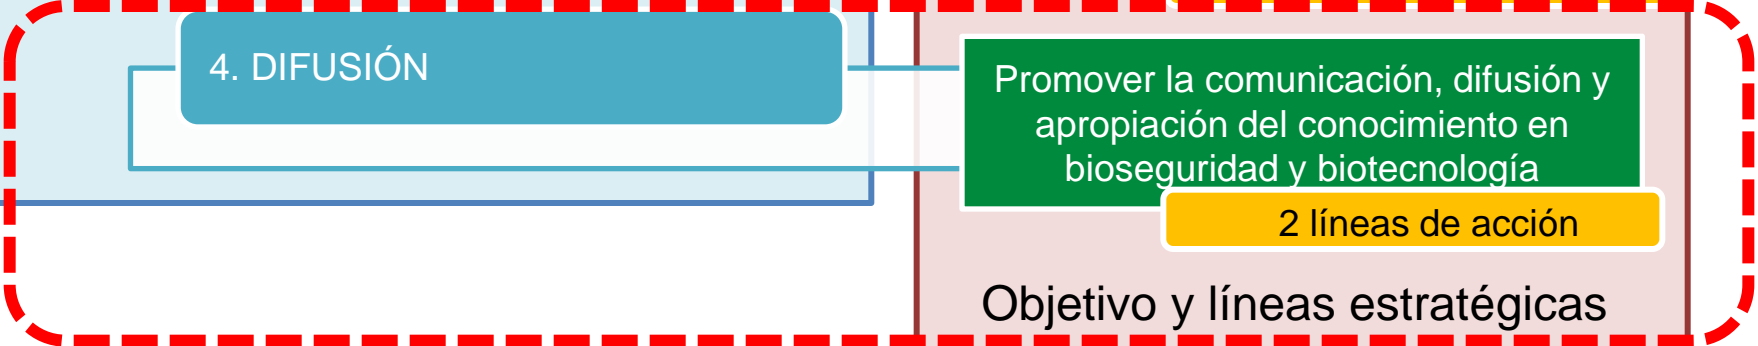 4. DIFUSIÓN
Promover la comunicación, difusión y
apropiación del conocimiento en
bioseguridad y biotecnología
2 líneas de acción
Objetivo y líneas estratégicas